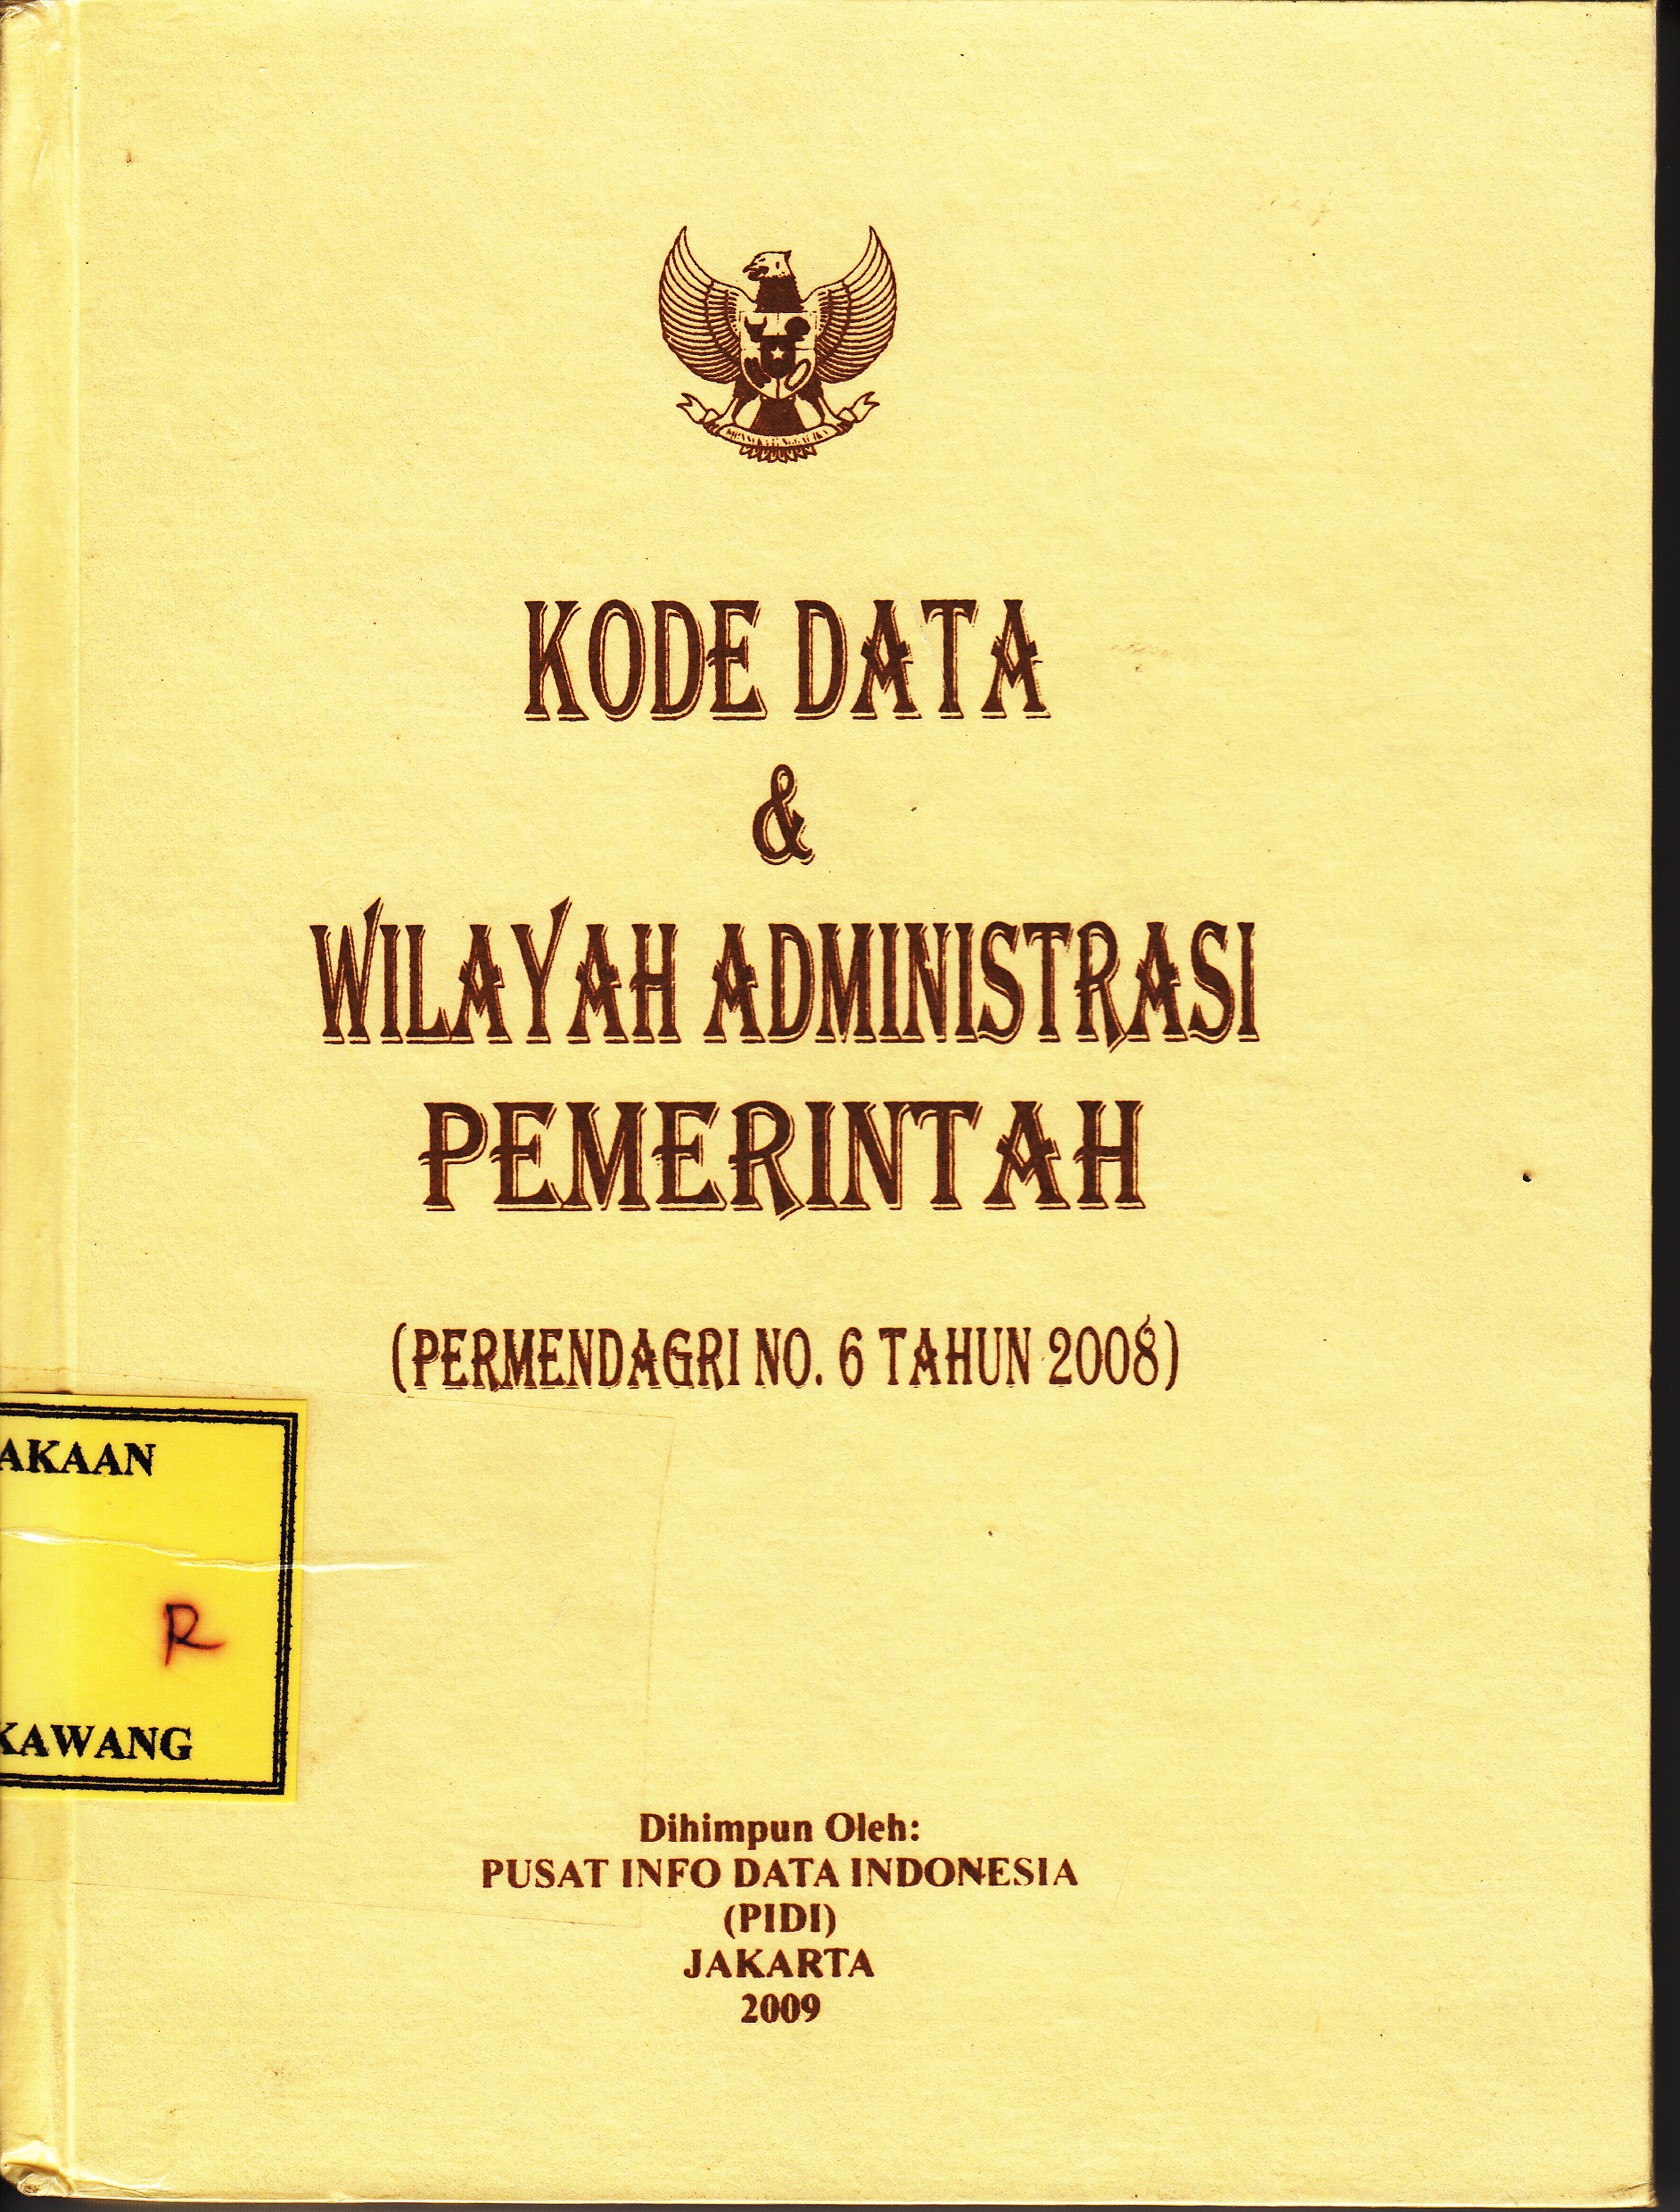 KODE DATA
&
WILAYAH ADMINISTRASI
PEMERINTAH
(PERMENDAGRI NO. 6 TAHUN 2008)
AKAAN
R
KAWANG
Dihimpun Oleh:
PUSAT INFO DATA INDONESIA
(PIDI)
JAKARTA
2009